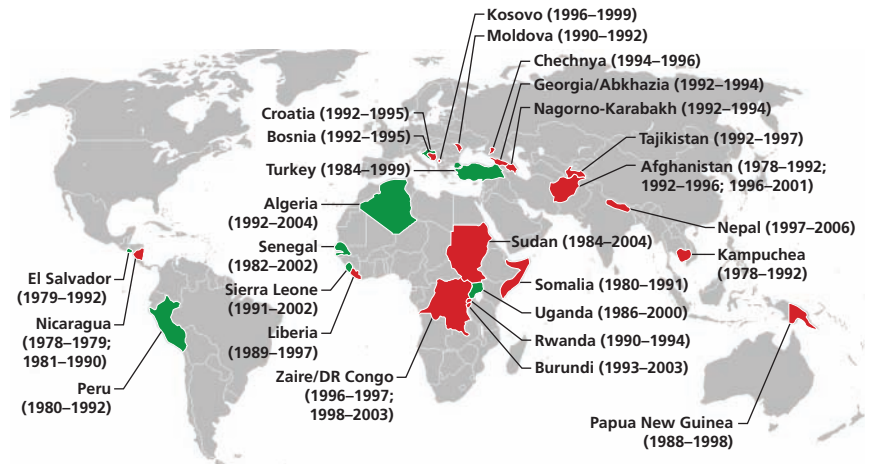 Kosovo (1996–1999)
Moldova (1990–1992)
Chechnya (1994–1996)
Georgia/Abkhazia (1992–1994)
Nagorno-Karabakh (1992–1994)
Croatia (1992–1995)
Bosnia (1992–1995)
Turkey (1984–1999)
Tajikistan (1992–1997)
Afghanistan (1978–1992;
1992–1996; 1996–2001)
Algeria
(1992–2004)
Nepal (1997–2006)
Senegal
(1982–2002)
Sudan (1984–2004)
Kampuchea
(1978–1992)
El Salvador
(1979–1992)
Sierra Leone
(1991–2002)
Somalia (1980–1991)
Uganda (1986–2000)
Nicaragua
(1978–1979;
1981–1990)
Liberia
(1989–1997)
Rwanda (1990–1994)
Burundi (1993–2003)
Zaire/DR Congo
(1996–1997;
1998–2003)
Peru
(1980–1992)
Papua New Guinea
(1988–1998)